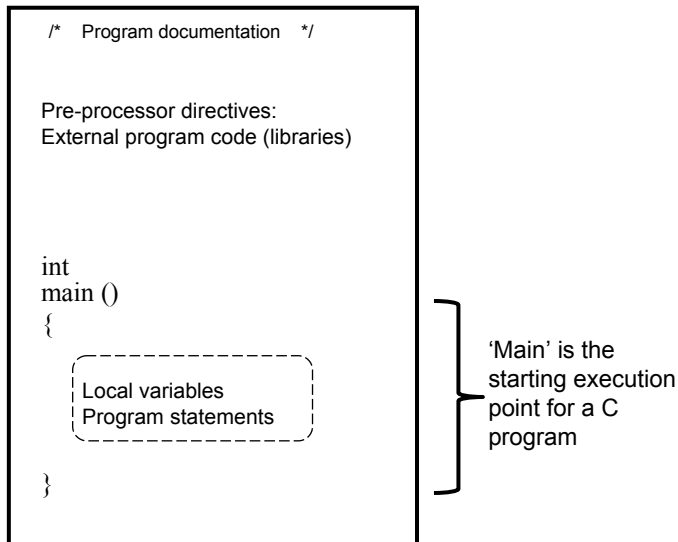 /* Program documentation */
Pre-processor directives:
External program code (libraries)
int
main ()
{
Local variables
Program statements
}
‘Main’ is the
starting execution
point for a C
program